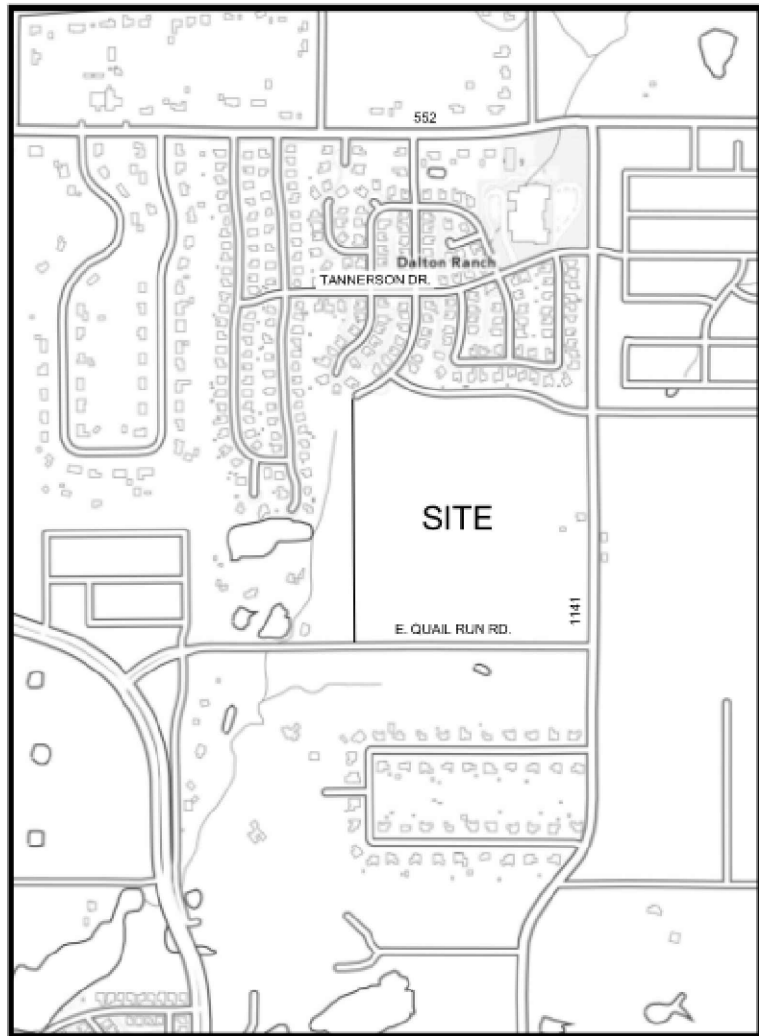 552
Dalton Ranch
TANNERSON DR.
SITE
1141
E. QUAIL RUN RD.